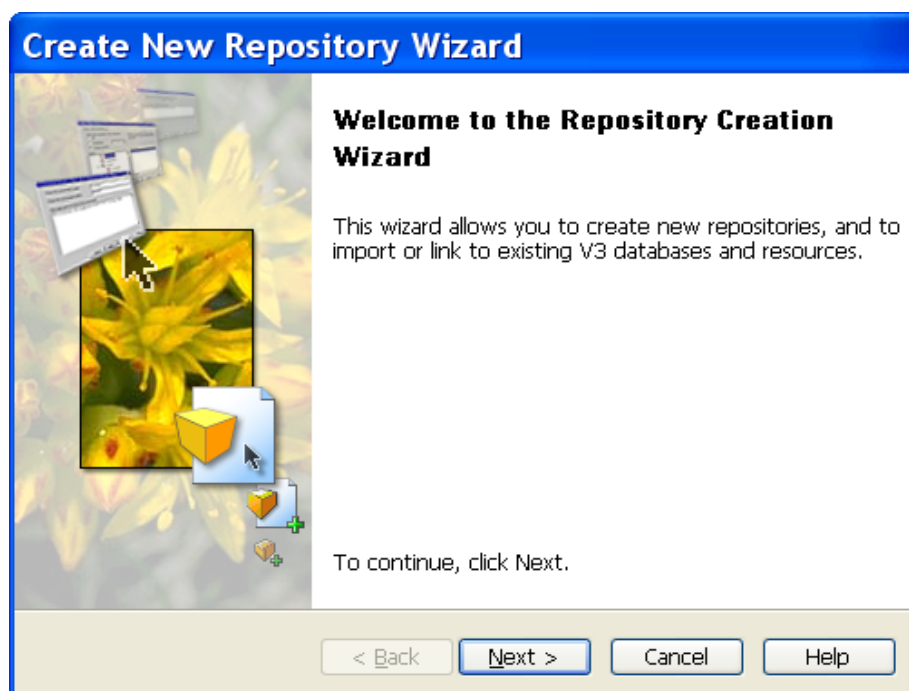 Create New Repository Wizard
Welcome to the Repository Creation
Wizard
This wizard allows you to create new repositories, and to
import or link to existing V3 databases and resources.
To continue, click Next.
< Back
Next >
Cancel
Help